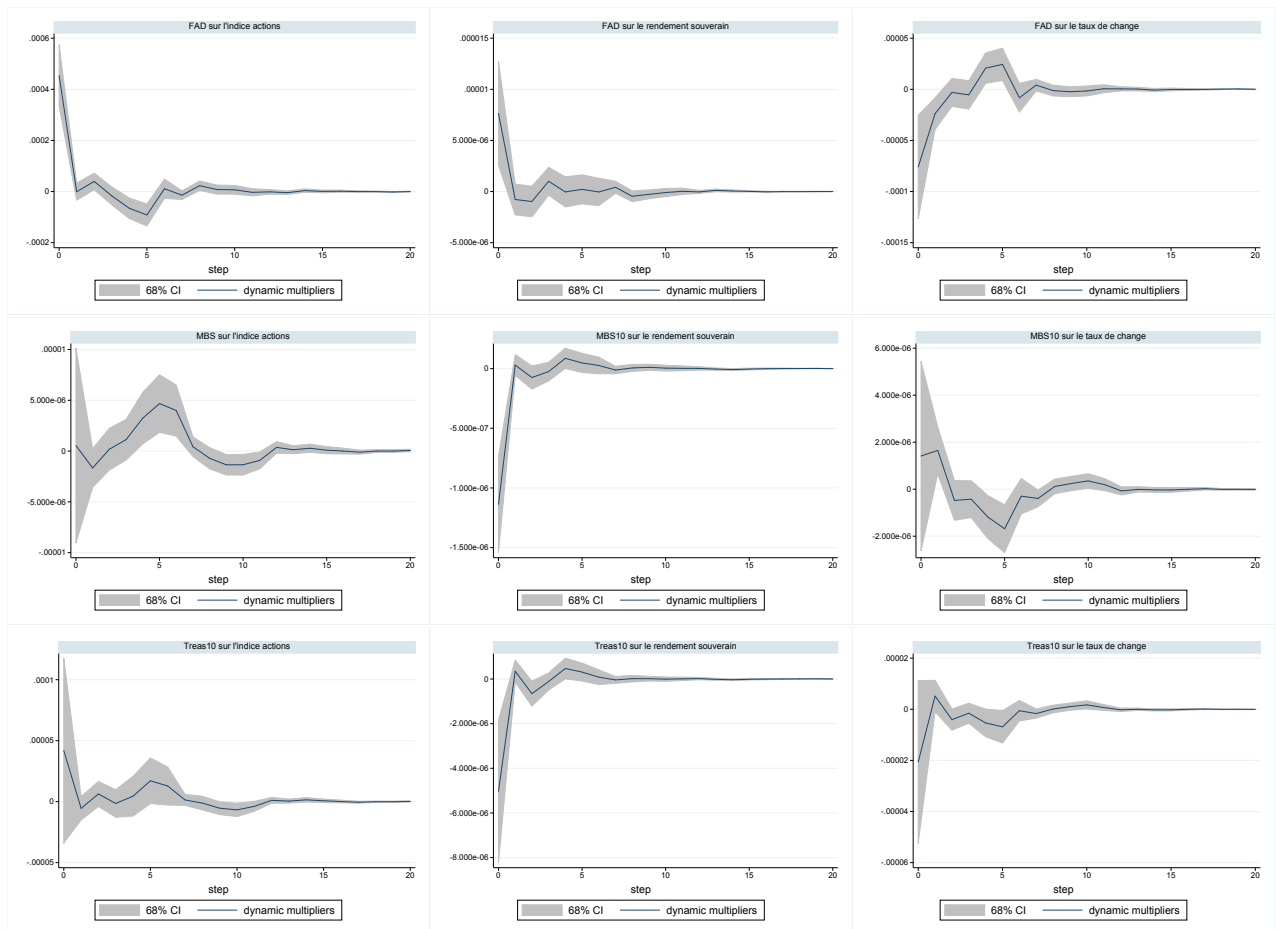 FAD sur l'indice actions
.0006
.0004
.0002
0
-.0002
0 5 10 15 20
step
68% CI dynamic multipliers
FAD sur le rendement souverain
.000015
.00001
5.000e-06
0
-5.000e-06
0 5 10 15 20
step
68% CI dynamic multipliers
FAD sur le taux de change
.00005
0
-.00005
-.0001
-.00015
0 5 10 15 20
step
68% CI dynamic multipliers
MBS sur l'indice actions
.00001
5.000e-06
0
-5.000e-06
-.00001
0 5 10 15 20
step
68% CI dynamic multipliers
MBS10 sur le rendement souverain
0
-5.000e-07
-1.000e-06
-1.500e-06
0 5 10 15 20
step
68% CI dynamic multipliers
MBS10 sur le taux de change
6.000e-06
4.000e-06
2.000e-06
0
-2.000e-06
0 5 10 15 20
step
68% CI dynamic multipliers
Treas10 sur l'indice actions
.0001
.00005
0
-.00005
0 5 10 15 20
step
68% CI dynamic multipliers
Treas10 sur le rendement souverain
0
-2.000e-06
-4.000e-06
-6.000e-06
-8.000e-06
0 5 10 15 20
step
68% CI dynamic multipliers
Treas10 sur le taux de change
.00002
0
-.00002
-.00004
-.00006
0 5 10 15 20
step
68% CI dynamic multipliers